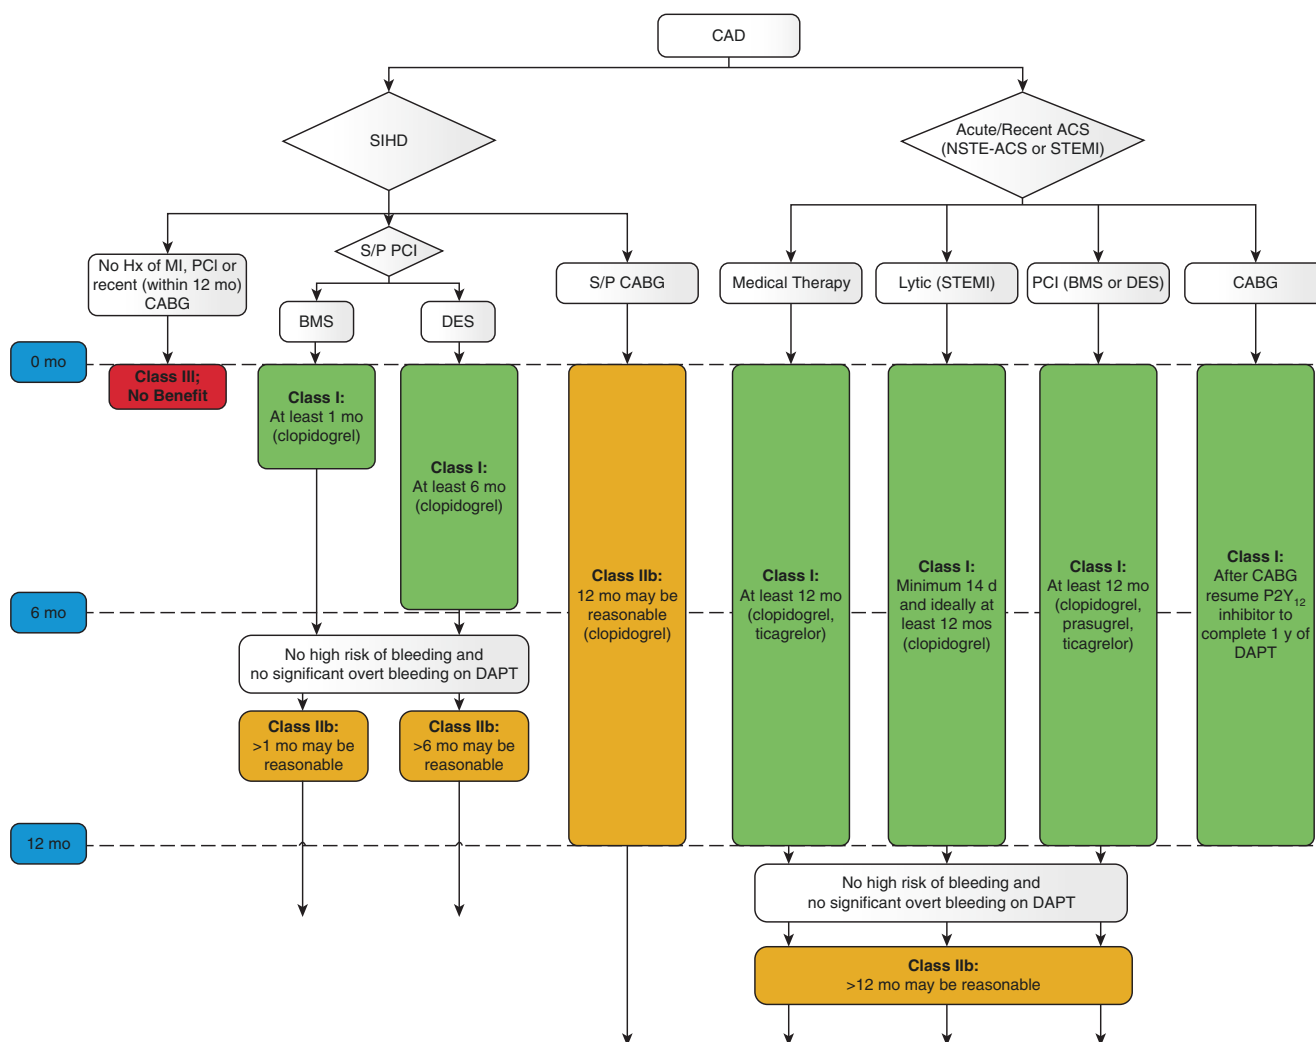 CAD
SIHD
Acute/Recent ACS
(NSTE-ACS or STEMI)
No Hx of MI, PCI or
recent (within 12 mo)
CABG
S/P PCI
BMS
DES
S/P CABG
Medical Therapy
Lytic (STEMI)
PCI (BMS or DES)
CABG
0 mo
Class III;
No Benefit
Class I:
At least 1 mo
(clopidogrel)
Class I:
At least 6 mo
(clopidogrel)
Class IIb:
12 mo may be
reasonable
(clopidogrel)
Class I:
At least 12 mo
(clopidogrel,
ticagrelor)
Class I:
Minimum 14 d
and ideally at
least 12 mos
(clopidogrel)
Class I:
At least 12 mo
(clopidogrel,
prasugrel,
ticagrelor)
Class I:
After CABG
resume P2Y₁₂
inhibitor to
complete 1 y of
DAPT
6 mo
No high risk of bleeding and
no significant overt bleeding on DAPT
Class IIb:
>1 mo may be
reasonable
Class IIb:
>6 mo may be
reasonable
12 mo
No high risk of bleeding and
no significant overt bleeding on DAPT
Class IIb:
>12 mo may be reasonable